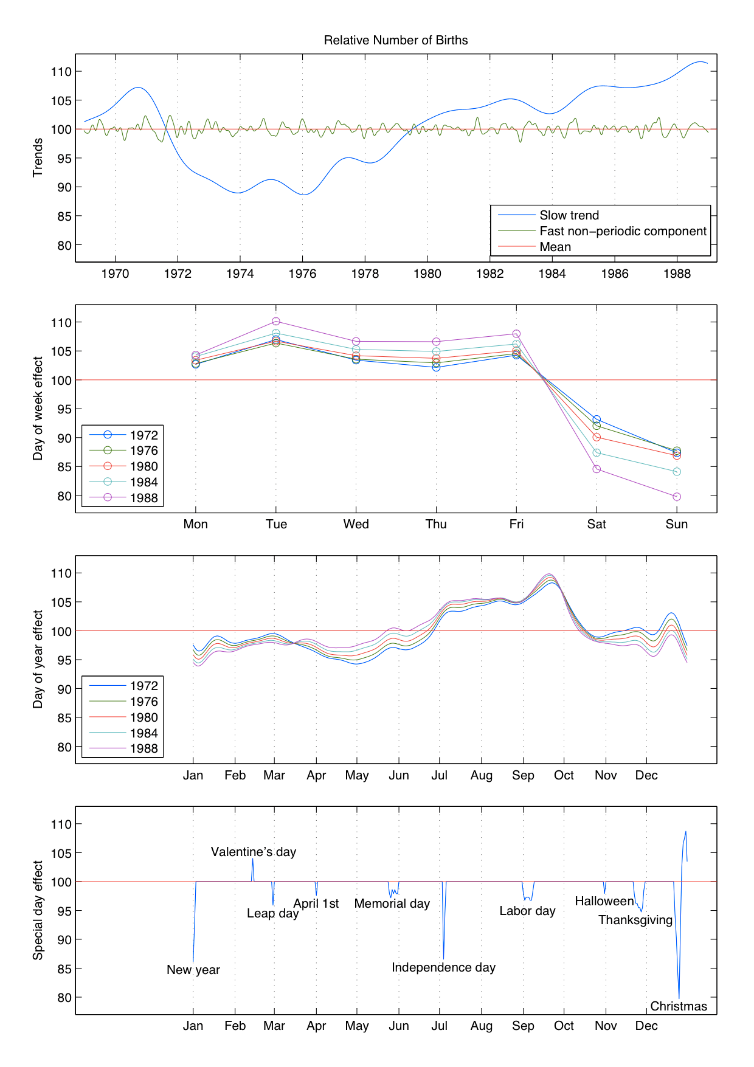 Relative Number of Births
Trends
110
105
100
95
90
85
80
1970 1972 1974 1976 1978 1980 1982 1984 1986 1988
Slow trend
Fast non−periodic component
Mean
Day of week effect
110
105
100
95
90
85
80
1972
1976
1980
1984
1988
Mon Tue Wed Thu Fri Sat Sun
Day of year effect
110
105
100
95
90
85
80
1972
1976
1980
1984
1988
Jan Feb Mar Apr May Jun Jul Aug Sep Oct Nov Dec
Special day effect
110
105
100
95
90
85
80
Valentine's day
Leap day
April 1st
Memorial day
Labor day
Halloween
Thanksgiving
New year
Independence day
Christmas
Jan Feb Mar Apr May Jun Jul Aug Sep Oct Nov Dec